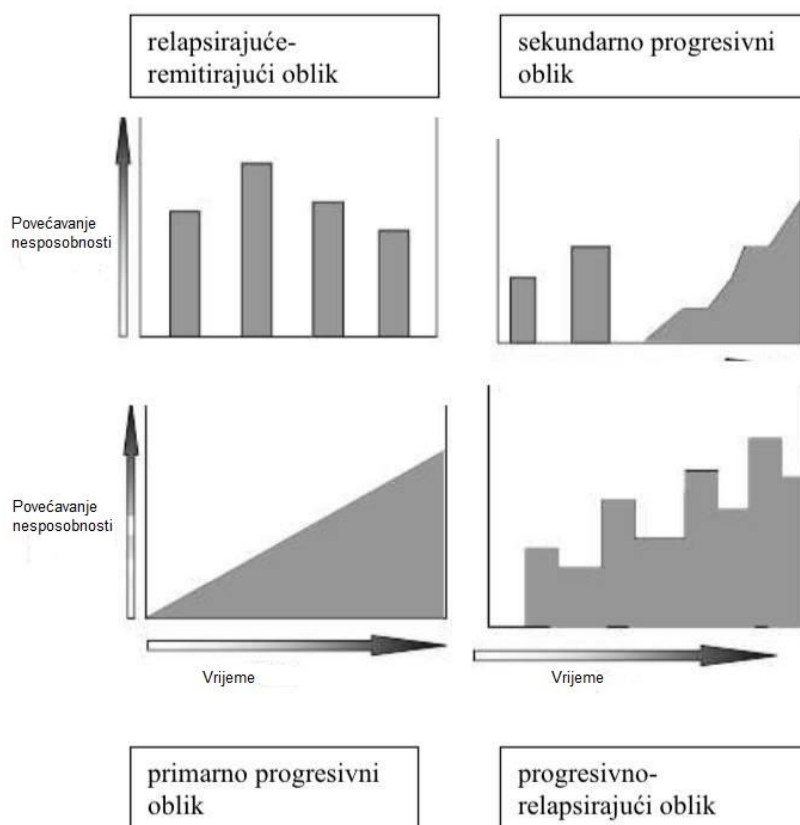 relapsirajuće-
remitirajući oblik
sekundarno progresivni
oblik
Povećavanje
nesposobnosti
Povećavanje
nesposobnosti
Vrijeme
Vrijeme
primarno progresivni
oblik
progresivno-
relapsirajući oblik